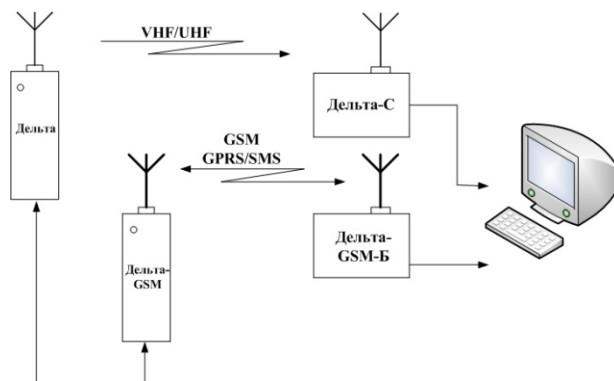 VHF/UHF
Дельта
Дельта-С
GSM
GPRS/SMS
Дельта-
GSM
Дельта-
GSM-Б